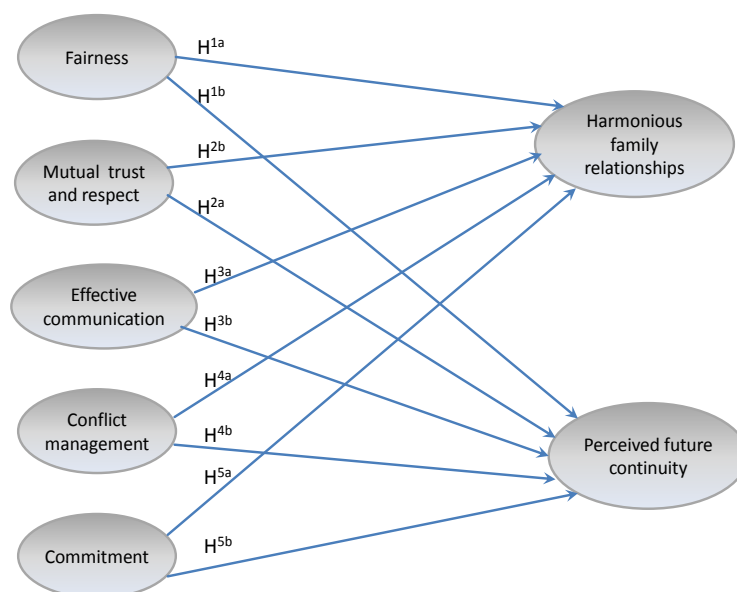 Fairness
H1a
H1b
Harmonious
family
relationships
Mutual trust
and respect
H2b
H2a
Effective
communication
H3a
H3b
Conflict
management
H4a
H4b
Perceived future
continuity
Commitment
H5a
H5b